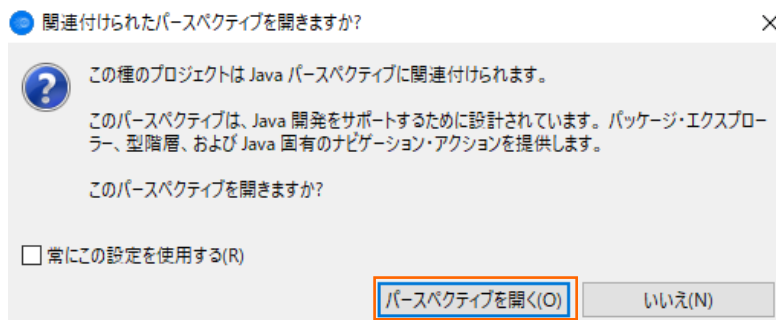 関連付けられたパースペクティブを開きますか?
この種のプロジェクトは Java パースペクティブに関連付けられます。
このパースペクティブは、Java 開発をサポートするために設計されています。パッケージ・エクスプロー
ラー、型階層、および Java 固有のナビゲーション・アクションを提供します。
このパースペクティブを開きますか?
常にこの設定を使用する(R)
パースペクティブを開く(O)
いいえ(N)